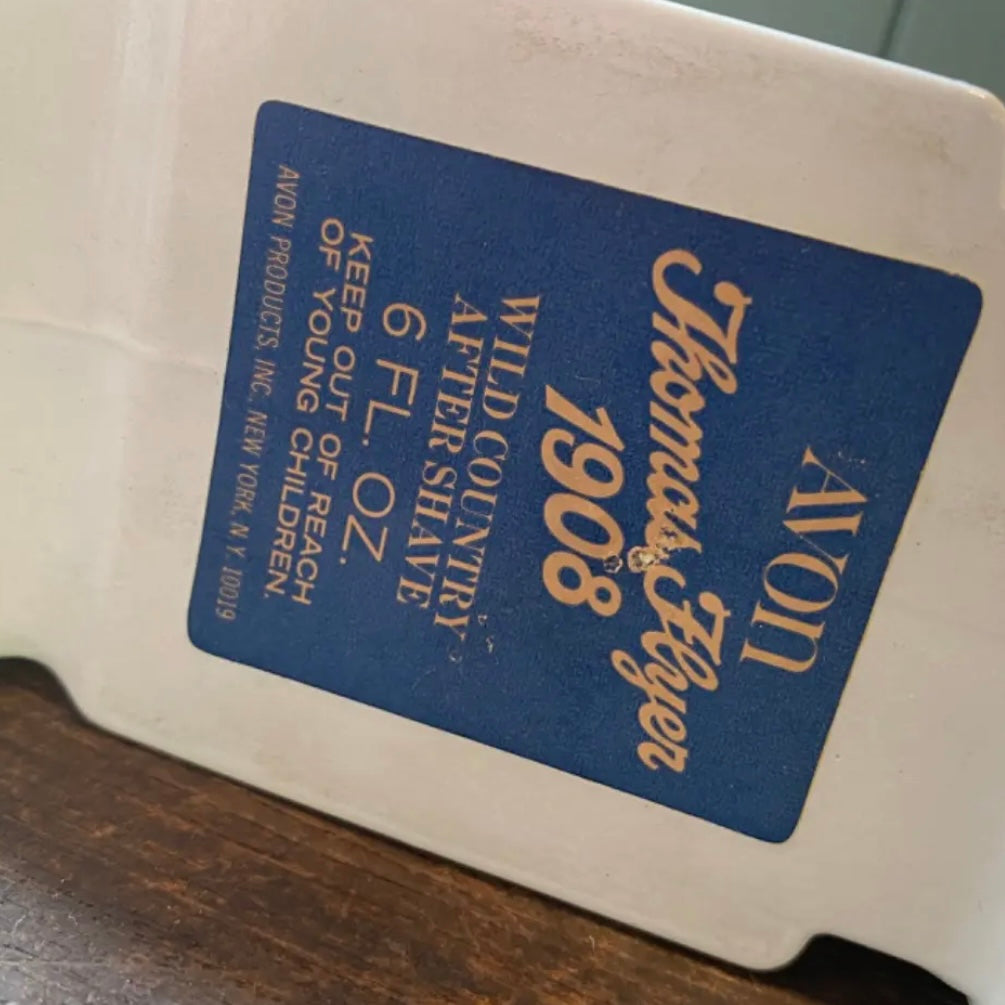 AVON
Thomas Flyer
1908
WILD COUNTRY
AFTER SHAVE
6 FL. OZ.
KEEP OUT OF REACH
OF YOUNG CHILDREN.
AVON PRODUCTS, INC., NEW YORK, N.Y. 10019